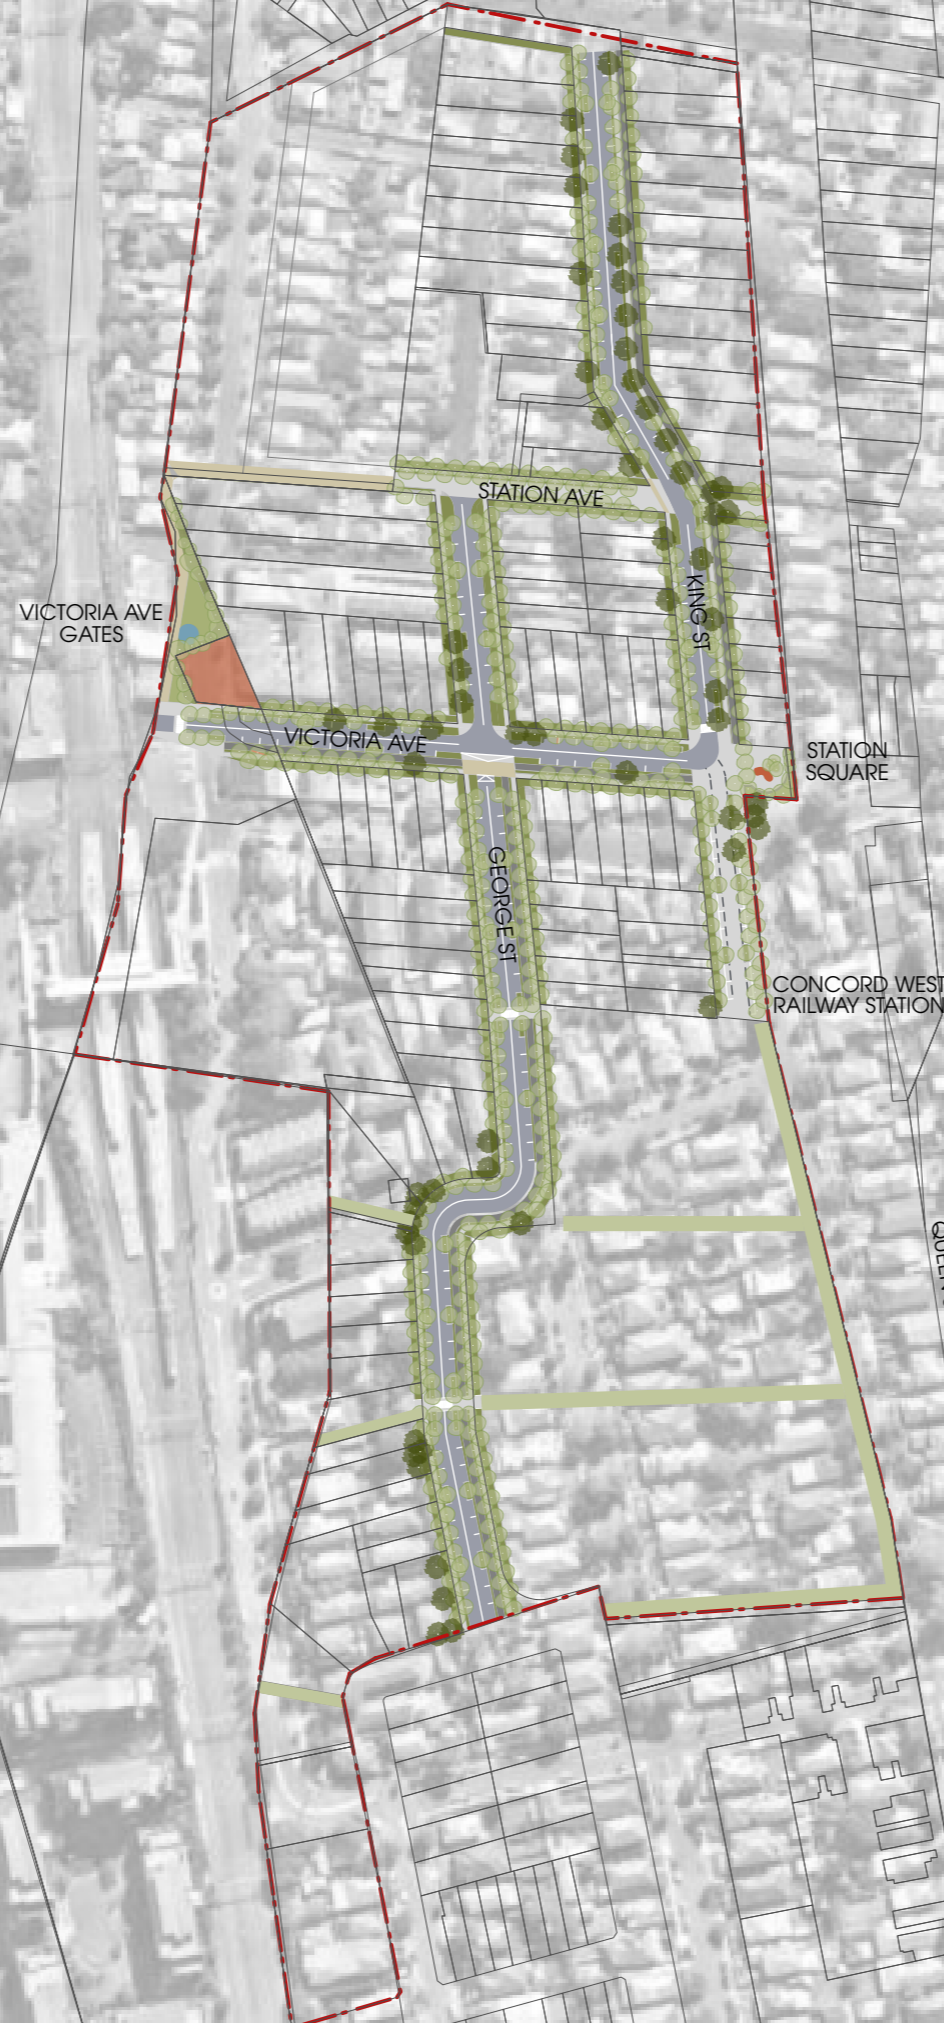 STATION AVE
KING ST
VICTORIA AVE
GATES
VICTORIA AVE
STATION
SQUARE
GEORGE ST
CONCORD WEST
RAILWAY STATION